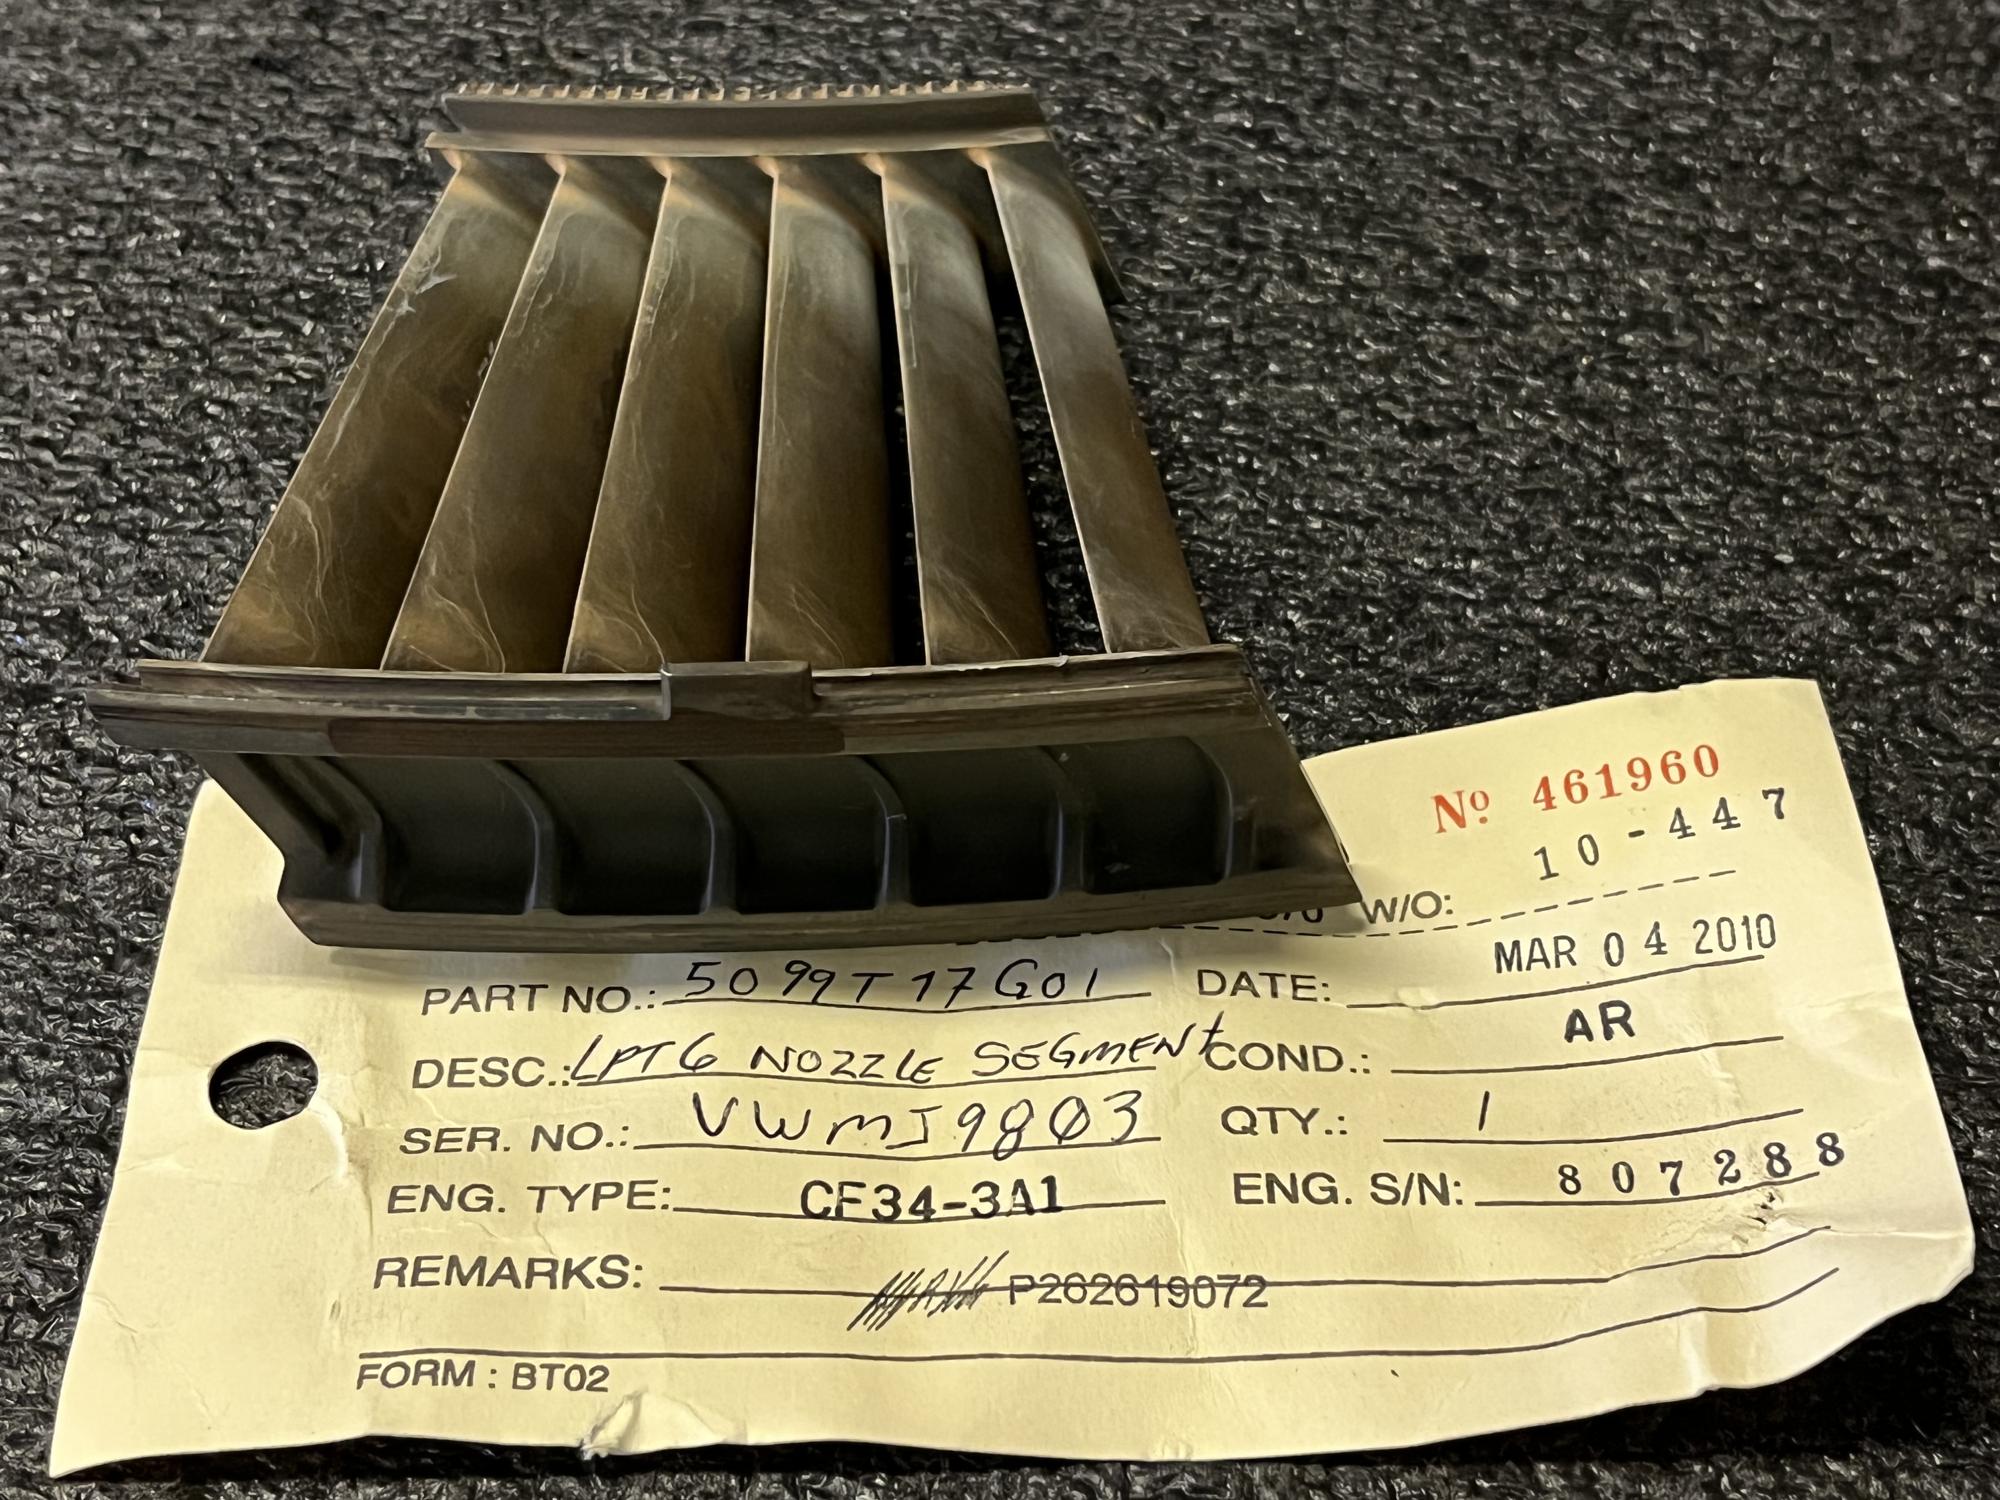 Nº 461960
10-447
W/O:
PART NO.: 5099T17G01 DATE: MAR 04 2010
DESC.: LPT6 NOZZLE SEGMENT COND.: AR
SER. NO.: VWMJ9803 QTY.: 1
ENG. TYPE: CF34-3A1 ENG. S/N: 807288
REMARKS: P262619072
FORM : BT02